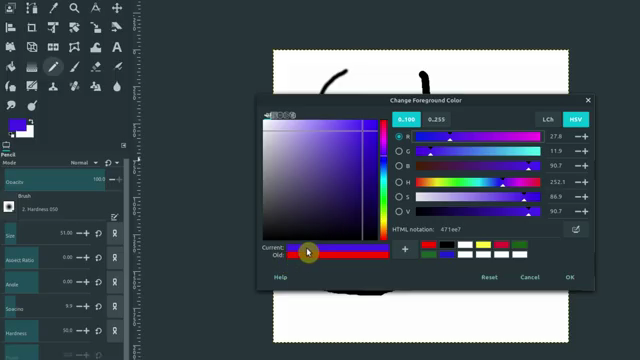 Change Foreground Color
0..100
0..255
LCh
HSV
R
27.8
G
11.9
B
90.7
H
252.1
S
86.9
V
90.7
Current:
Old:
HTML notation:
471ee7
Help
Reset
Cancel
OK
Pencil
Mode
Normal
Opacity
100.0
Brush
2. Hardness 050
Size
51.00
Aspect Ratio
0.00
Angle
0.00
Spacing
9.9
Hardness
50.0